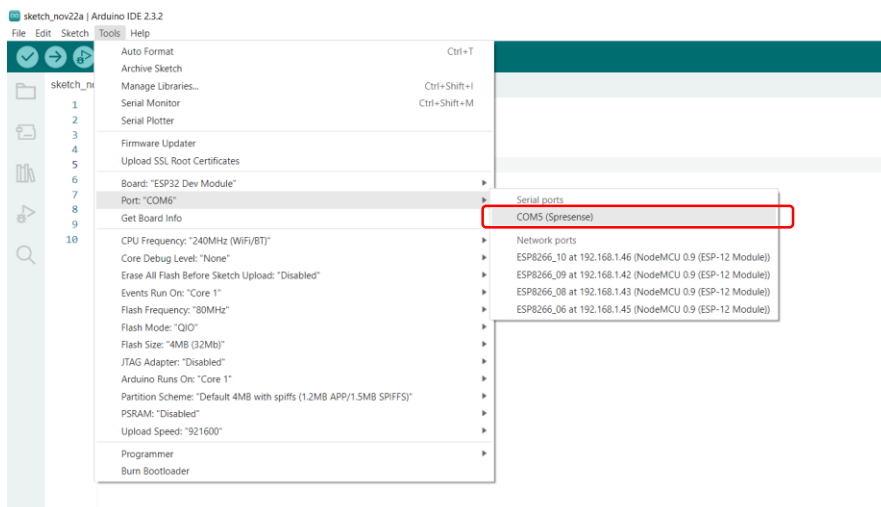 sketch_nov22a | Arduino IDE 2.3.2
File Edit Sketch Tools Help
sketch_no
1
2
3
4
5
6
7
8
9
10
Auto Format Ctrl+T
Archive Sketch
Manage Libraries... Ctrl+Shift+I
Serial Monitor Ctrl+Shift+M
Serial Plotter
Firmware Updater
Upload SSL Root Certificates
Board: "ESP32 Dev Module"
Port: "COM6"
Get Board Info
CPU Frequency: "240MHz (WiFi/BT)"
Core Debug Level: "None"
Erase All Flash Before Sketch Upload: "Disabled"
Events Run On: "Core 1"
Flash Frequency: "80MHz"
Flash Mode: "QIO"
Flash Size: "4MB (32Mb)"
JTAG Adapter: "Disabled"
Arduino Runs On: "Core 1"
Partition Scheme: "Default 4MB with spiffs (1.2MB APP/1.5MB SPIFFS)"
PSRAM: "Disabled"
Upload Speed: "921600"
Programmer
Burn Bootloader
Serial ports
COM5 (Spresense)
Network ports
ESP8266_10 at 192.168.1.46 (NodeMCU 0.9 (ESP-12 Module))
ESP8266_09 at 192.168.1.42 (NodeMCU 0.9 (ESP-12 Module))
ESP8266_08 at 192.168.1.43 (NodeMCU 0.9 (ESP-12 Module))
ESP8266_06 at 192.168.1.45 (NodeMCU 0.9 (ESP-12 Module))